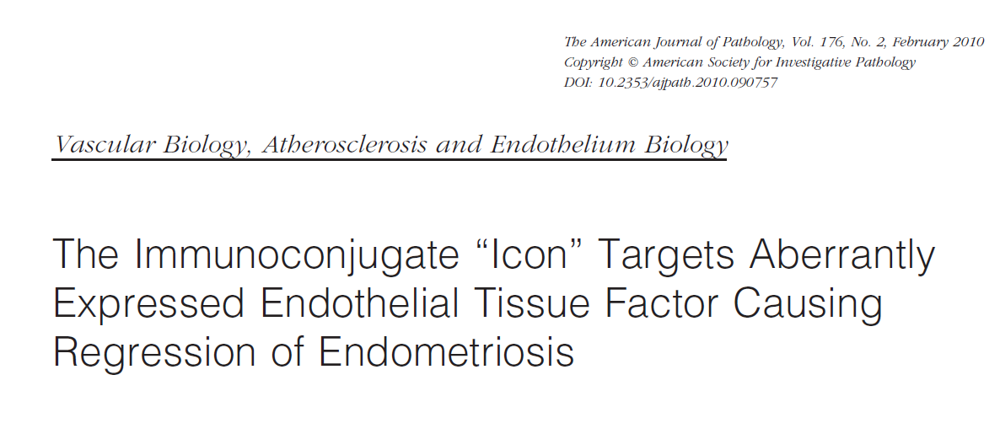 The American Journal of Pathology, Vol. 176, No. 2, February 2010
Copyright © American Society for Investigative Pathology
DOI: 10.2353/ajpath.2010.090757
Vascular Biology, Atherosclerosis and Endothelium Biology
The Immunoconjugate “Icon” Targets Aberrantly
Expressed Endothelial Tissue Factor Causing
Regression of Endometriosis